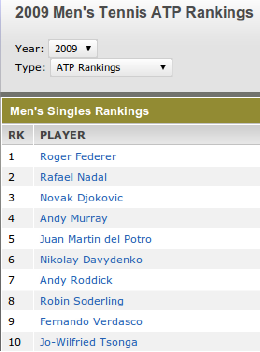 2009 Men's Tennis ATP Rankings
Year: 2009
Type: ATP Rankings
Men's Singles Rankings
RK PLAYER
1 Roger Federer
2 Rafael Nadal
3 Novak Djokovic
4 Andy Murray
5 Juan Martin del Potro
6 Nikolay Davydenko
7 Andy Roddick
8 Robin Soderling
9 Fernando Verdasco
10 Jo-Wilfried Tsonga